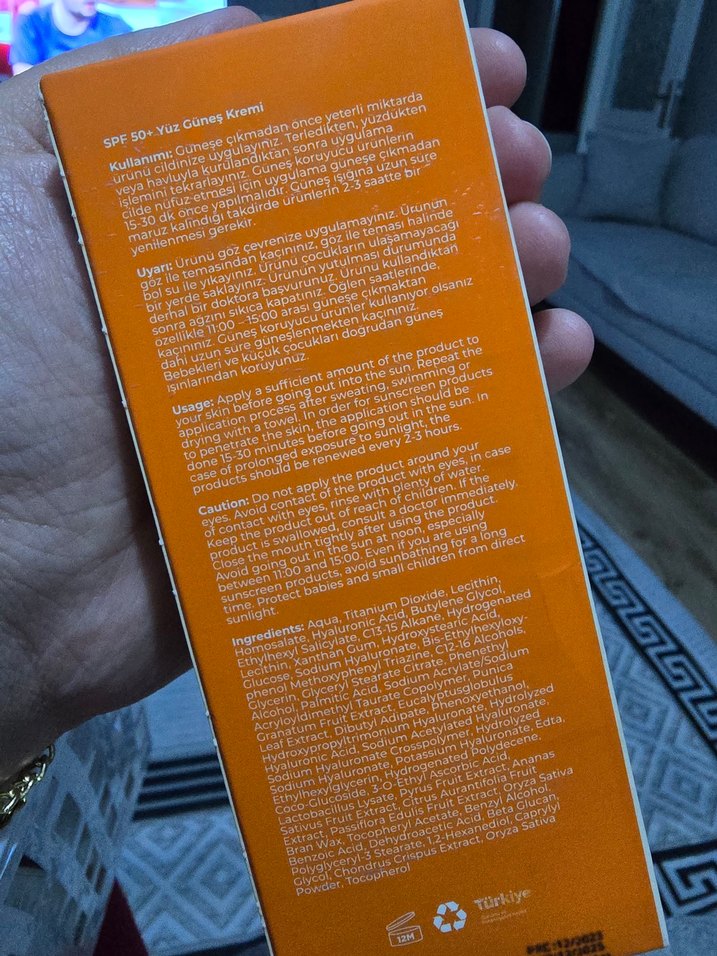 SPF 50+ Yüz Güneş Kremi
Kullanımı: Güneşe çıkmadan önce yeterli miktarda
ürünü cildinize uygulayınız. Terledikten, yüzdükten
veya havluyla kurulandıktan sonra uygulama
işlemini tekrarlayınız. Güneş koruyucu ürünlerin
cilde nüfuz etmesi için uygulama güneşe çıkmadan
15-30 dk önce yapılmalıdır. Güneş ışığına uzun süre
maruz kalındığı takdirde ürünlerin 2-3 saatte bir
yenilenmesi gerekir.
Uyarı: Ürünü göz çevrenize uygulamayınız. Ürünün
göz ile temasından kaçınınız, göz ile teması halinde
bol su ile yıkayınız. Ürünü çocukların ulaşamayacağı
bir yerde saklayınız. Ürünün yutulması durumunda
derhal bir doktora başvurunuz. Ürünü kullandıktan
sonra ağzını sıkıca kapatınız. Öğlen saatlerinde,
özellikle 11:00 – 15:00 arası güneşe çıkmaktan
kaçınınız. Güneş koruyucu ürünler kullanıyor olsanız
dahi uzun süre güneşlenmekten kaçınınız.
Bebekleri ve küçük çocukları doğrudan güneş
ışınlarından koruyunuz.
Usage: Apply a sufficient amount of the product to
your skin before going out into the sun. Repeat the
application process after sweating, swimming or
drying with a towel. In order for sunscreen products
to penetrate the skin, the application should be
done 15-30 minutes before going out in the sun. In
case of prolonged exposure to sunlight, the
products should be renewed every 2-3 hours.
Caution: Do not apply the product around your
eyes. Avoid contact of the product with eyes, in case
of contact with eyes, rinse with plenty of water.
Keep the product out of reach of children. If the
product is swallowed, consult a doctor immediately.
Close the mouth tightly after using the product.
Avoid going out in the sun at noon, especially
between 11:00 and 15:00. Even if you are using
sunscreen products, avoid sunbathing for a long
time. Protect babies and small children from direct
sunlight.
Ingredients: Aqua, Titanium Dioxide, Lecithin,
Homosalate, Hyaluronic Acid, Butylene Glycol,
Ethylhexyl Salicylate, C13-15 Alkane, Hydrogenated
Lecithin, Xanthan Gum, Hydroxystearic Acid,
Glucose, Sodium Hyaluronate, Bis-Ethylhexyloxy-
phenol Methoxyphenyl Triazine, C12-16 Alcohols,
Glycerin, Glyceryl Stearate Citrate, Phenethyl
Alcohol, Palmitic Acid, Sodium Acrylate/Sodium
Acryloyldimethyl Taurate Copolymer, Punica
Granatum Fruit Extract, Eucalyptusglobulus
Leaf Extract, Dibutyl Adipate, Phenoxyethanol,
Hydroxypropyltrimonium Hyaluronate, Hydrolyzed
Hyaluronic Acid, Sodium Acetylated Hyaluronate,
Sodium Hyaluronate Crosspolymer, Hydrolyzed
Sodium Hyaluronate, Potassium Hyaluronate, Edta,
Ethylhexylglycerin, Hydrogenated Polydecene,
Coco-Glucoside, 3-O Ethyl Ascorbic Acid,
Lactobacillus Lysate, Pyrus Fruit Extract, Ananas
Sativus Fruit Extract, Citrus Aurantifolia Fruit
Extract, Passiflora Edulis Fruit Extract, Oryza Sativa
Bran Wax, Tocopheryl Acetate, Benzyl Alcohol,
Benzoic Acid, Dehydroacetic Acid, Beta Glucan,
Polyglyceryl-3 Stearate, 1,2-Hexanediol, Caprylyl
Glycol, Chondrus Crispus Extract, Oryza Sativa
Powder, Tocopherol
12M
Türkiye